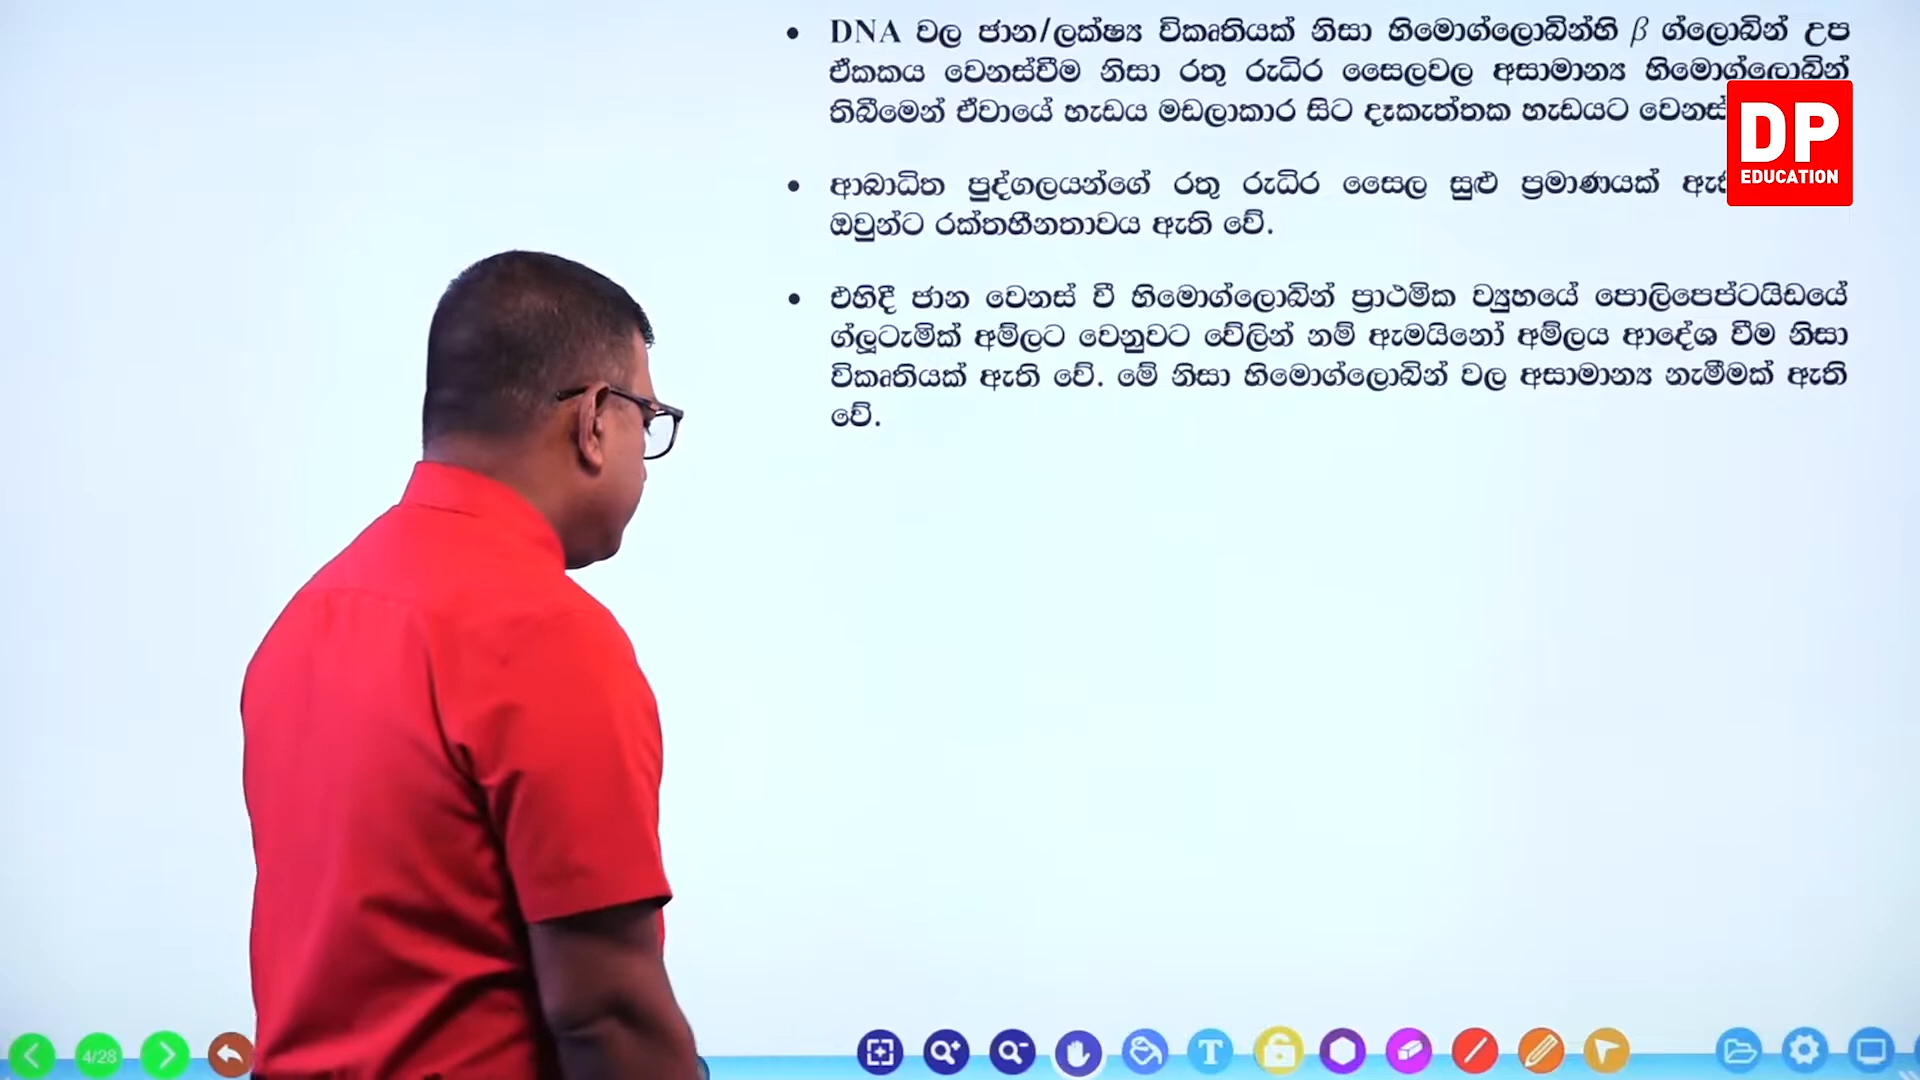 • DNA වල ජාන/ලක්ෂ්‍ය විකෘතියක් නිසා හිමොග්ලොබින්හි β ග්ලොබින් උප
ඒකකය වෙනස්වීම නිසා රතු රුධිර සෛලවල අසාමාන්‍ය හිමොග්ලොබින්
තිබීමෙන් ඒවායේ හැඩය මඩලාකාර සිට දෑකැත්තක හැඩයට
DP
EDUCATION
• ආබාධිත පුද්ගලයන්ගේ රතු රුධිර සෛල සුළු ප්‍රමාණයක්
ඔවුන්ට රක්තහීනතාවය ඇති වේ.
• එහිදී ජාන වෙනස් වී හිමොග්ලොබින් ප්‍රාථමික ව්‍යුහයේ පොලිපෙප්ටයිඩයේ
ග්ලූටැමික් අම්ලට වෙනුවට වේලින් නම් ඇමයිනෝ අම්ලය ආදේශ වීම නිසා
විකෘතියක් ඇති වේ. මේ නිසා හිමොග්ලොබින් වල අසාමාන්‍ය නැමීමක් ඇති
වේ.
4/28
T